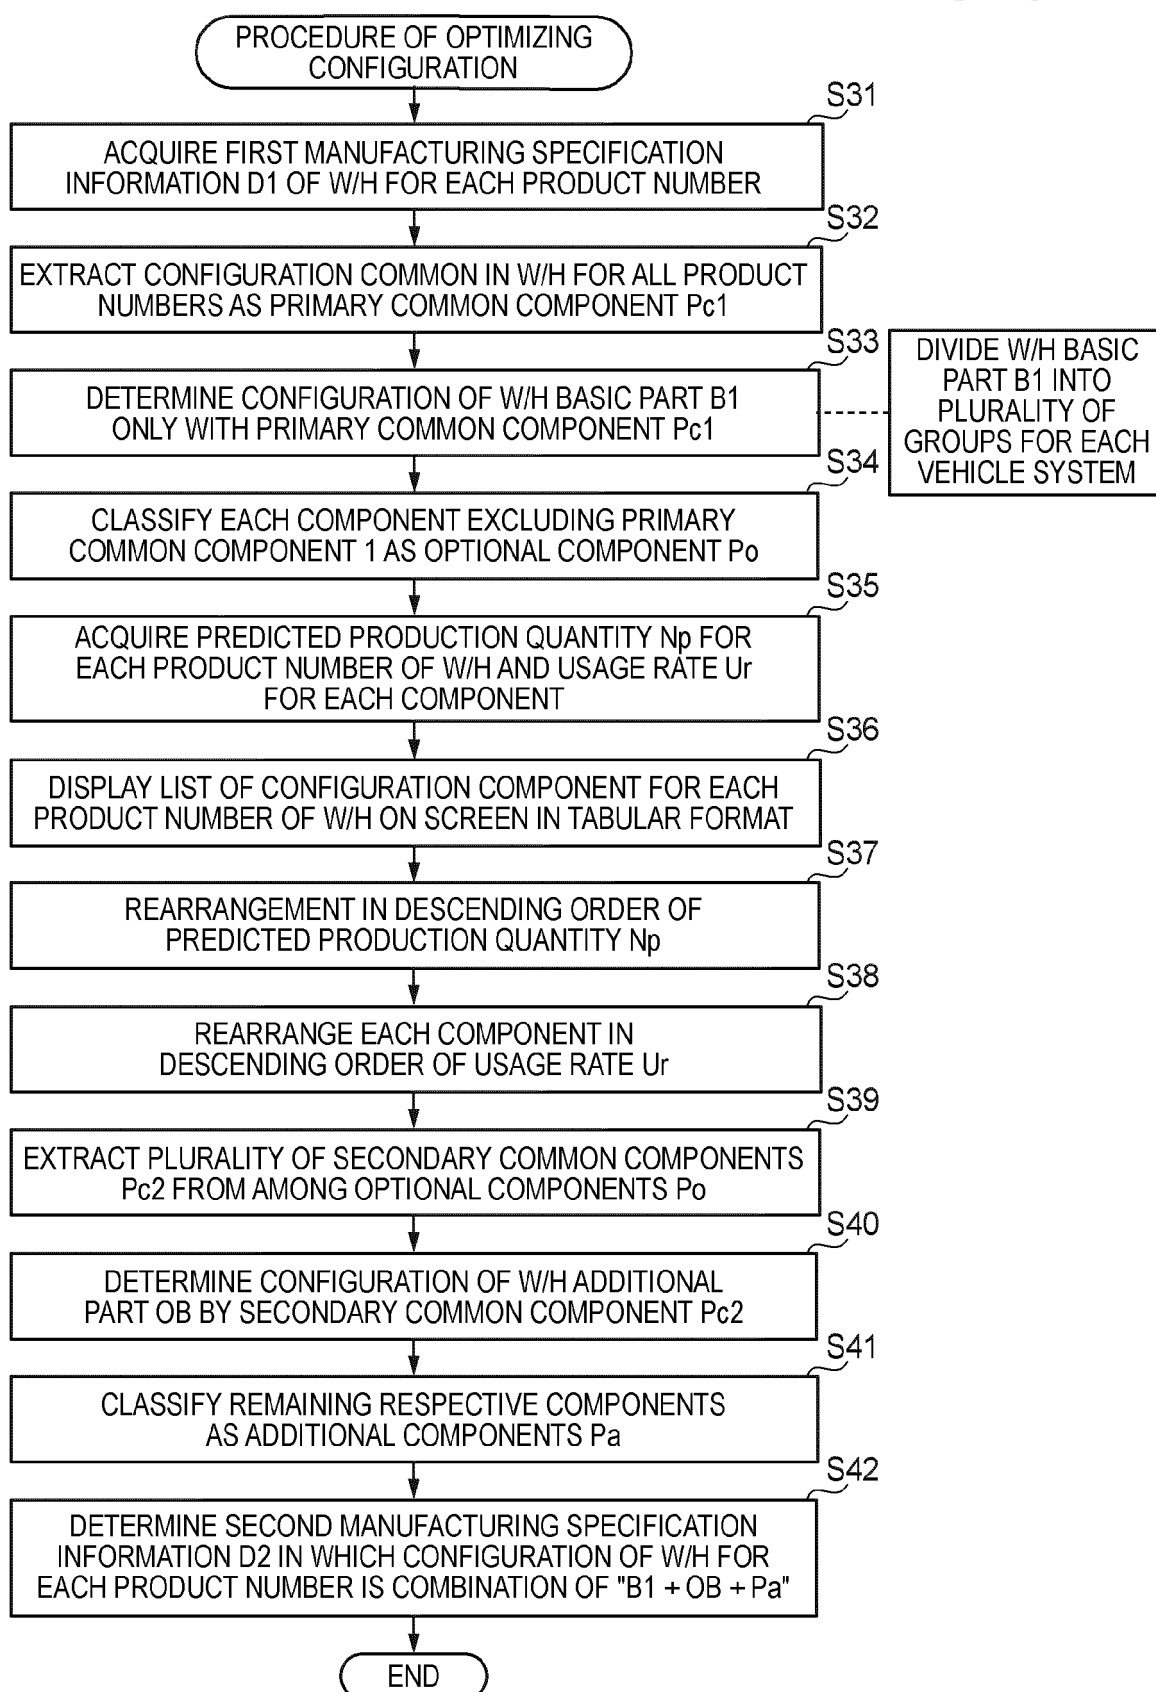 PROCEDURE OF OPTIMIZING
CONFIGURATION
S31
ACQUIRE FIRST MANUFACTURING SPECIFICATION
INFORMATION D1 OF W/H FOR EACH PRODUCT NUMBER
S32
EXTRACT CONFIGURATION COMMON IN W/H FOR ALL PRODUCT
NUMBERS AS PRIMARY COMMON COMPONENT Pc1
S33
DETERMINE CONFIGURATION OF W/H BASIC PART B1
ONLY WITH PRIMARY COMMON COMPONENT Pc1
DIVIDE W/H BASIC
PART B1 INTO
PLURALITY OF
GROUPS FOR EACH
VEHICLE SYSTEM
S34
CLASSIFY EACH COMPONENT EXCLUDING PRIMARY
COMMON COMPONENT 1 AS OPTIONAL COMPONENT Po
S35
ACQUIRE PREDICTED PRODUCTION QUANTITY Np FOR
EACH PRODUCT NUMBER OF W/H AND USAGE RATE Ur
FOR EACH COMPONENT
S36
DISPLAY LIST OF CONFIGURATION COMPONENT FOR EACH
PRODUCT NUMBER OF W/H ON SCREEN IN TABULAR FORMAT
S37
REARRANGEMENT IN DESCENDING ORDER OF
PREDICTED PRODUCTION QUANTITY Np
S38
REARRANGE EACH COMPONENT IN
DESCENDING ORDER OF USAGE RATE Ur
S39
EXTRACT PLURALITY OF SECONDARY COMMON COMPONENTS
Pc2 FROM AMONG OPTIONAL COMPONENTS Po
S40
DETERMINE CONFIGURATION OF W/H ADDITIONAL
PART OB BY SECONDARY COMMON COMPONENT Pc2
S41
CLASSIFY REMAINING RESPECTIVE COMPONENTS
AS ADDITIONAL COMPONENTS Pa
S42
DETERMINE SECOND MANUFACTURING SPECIFICATION
INFORMATION D2 IN WHICH CONFIGURATION OF W/H FOR
EACH PRODUCT NUMBER IS COMBINATION OF "B1 + OB + Pa"
END